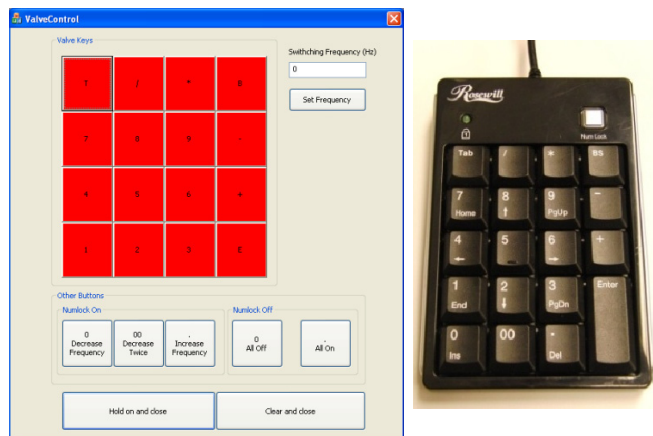 ValveControl
Valve Keys
T / * B
7 8 9 -
4 5 6 +
1 2 3 E
Swithching Frequency (Hz)
0
Set Frequency
Other Buttons
Numlock On
0 Decrease Frequency
00 Decrease Twice
. Increase Frequency
Numlock Off
0 All Off
. All On
Hold on and close
Clear and close
Rosewill
1
Num Lock
Tab / * BS
7 Home 8 ↑ 9 PgUp -
4 ← 5 6 → +
1 End 2 ↓ 3 PgDn Enter
0 Ins 00 . Del